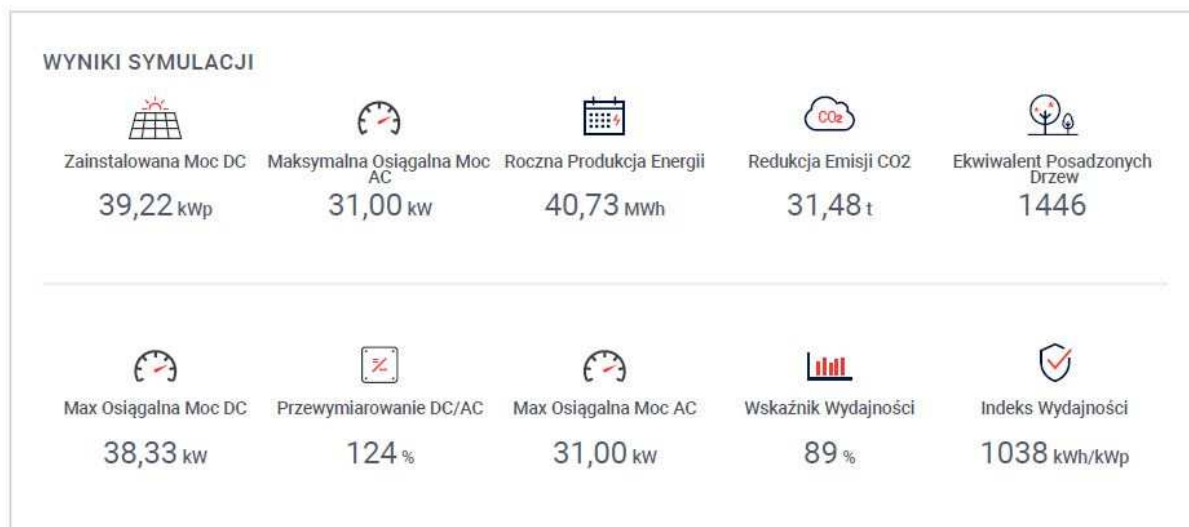 WYNIKI SYMULACJI
CO₂
Zainstalowana Moc DC
39,22 kWp
Maksymalna Osiągalna Moc
AC
31,00 kW
Roczna Produkcja Energii
40,73 MWh
Redukcja Emisji CO2
31,48 t
Ekwiwalent Posadzonych
Drzew
1446
Max Osiągalna Moc DC
38,33 kW
Przewymiarowanie DC/AC
124 %
Max Osiągalna Moc AC
31,00 kW
Wskaźnik Wydajności
89 %
Indeks Wydajności
1038 kWh/kWp